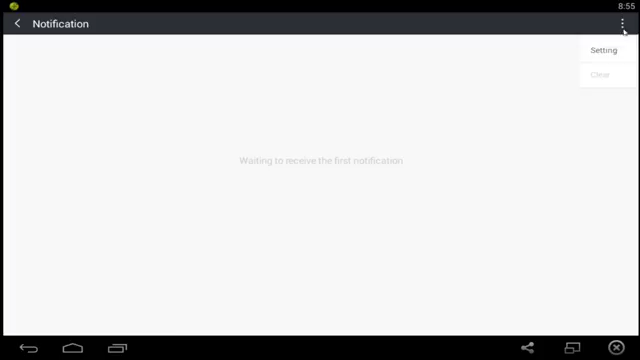 8:55
Notification
Setting
Clear
Waiting to receive the first notification